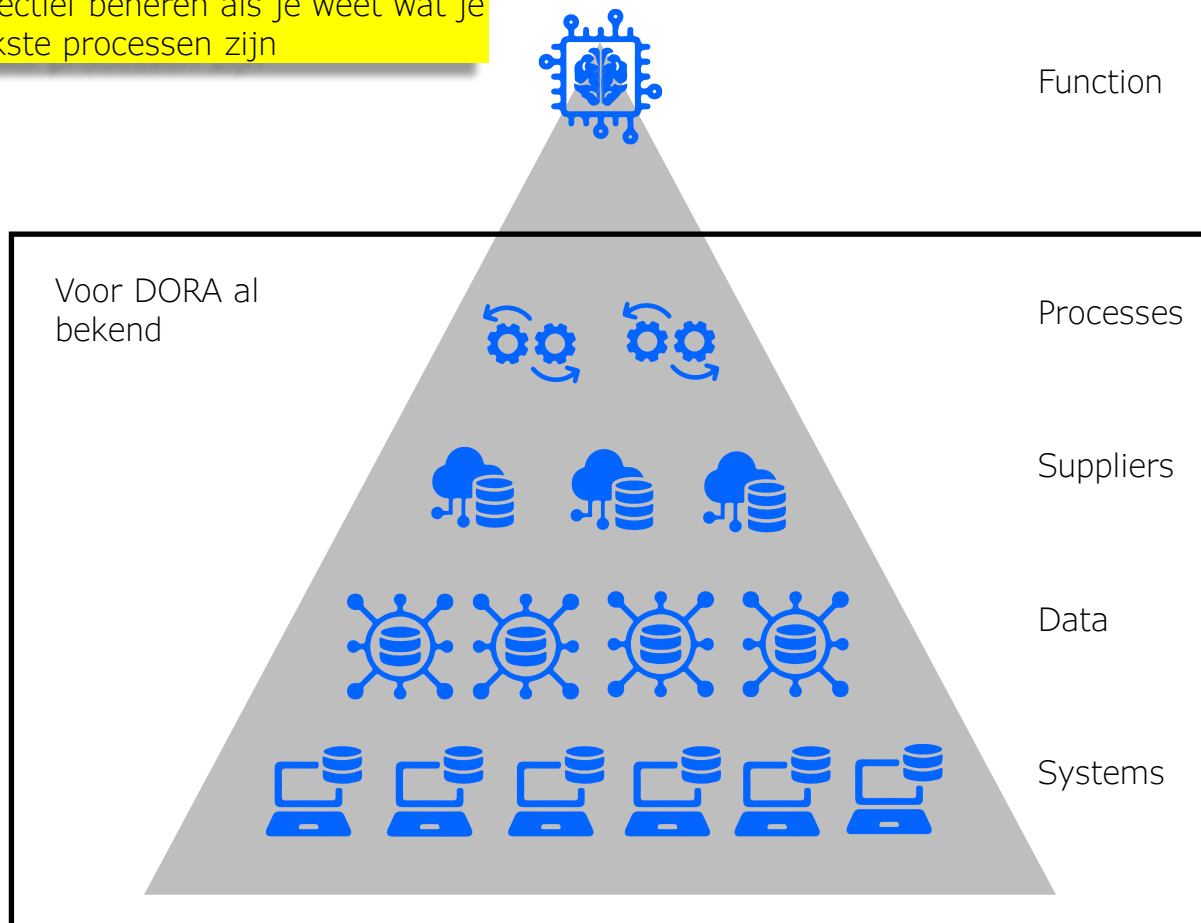 beheren als je weet wat je
processen zijn
Function
Voor DORA al
bekend
Processes
Suppliers
Data
Systems